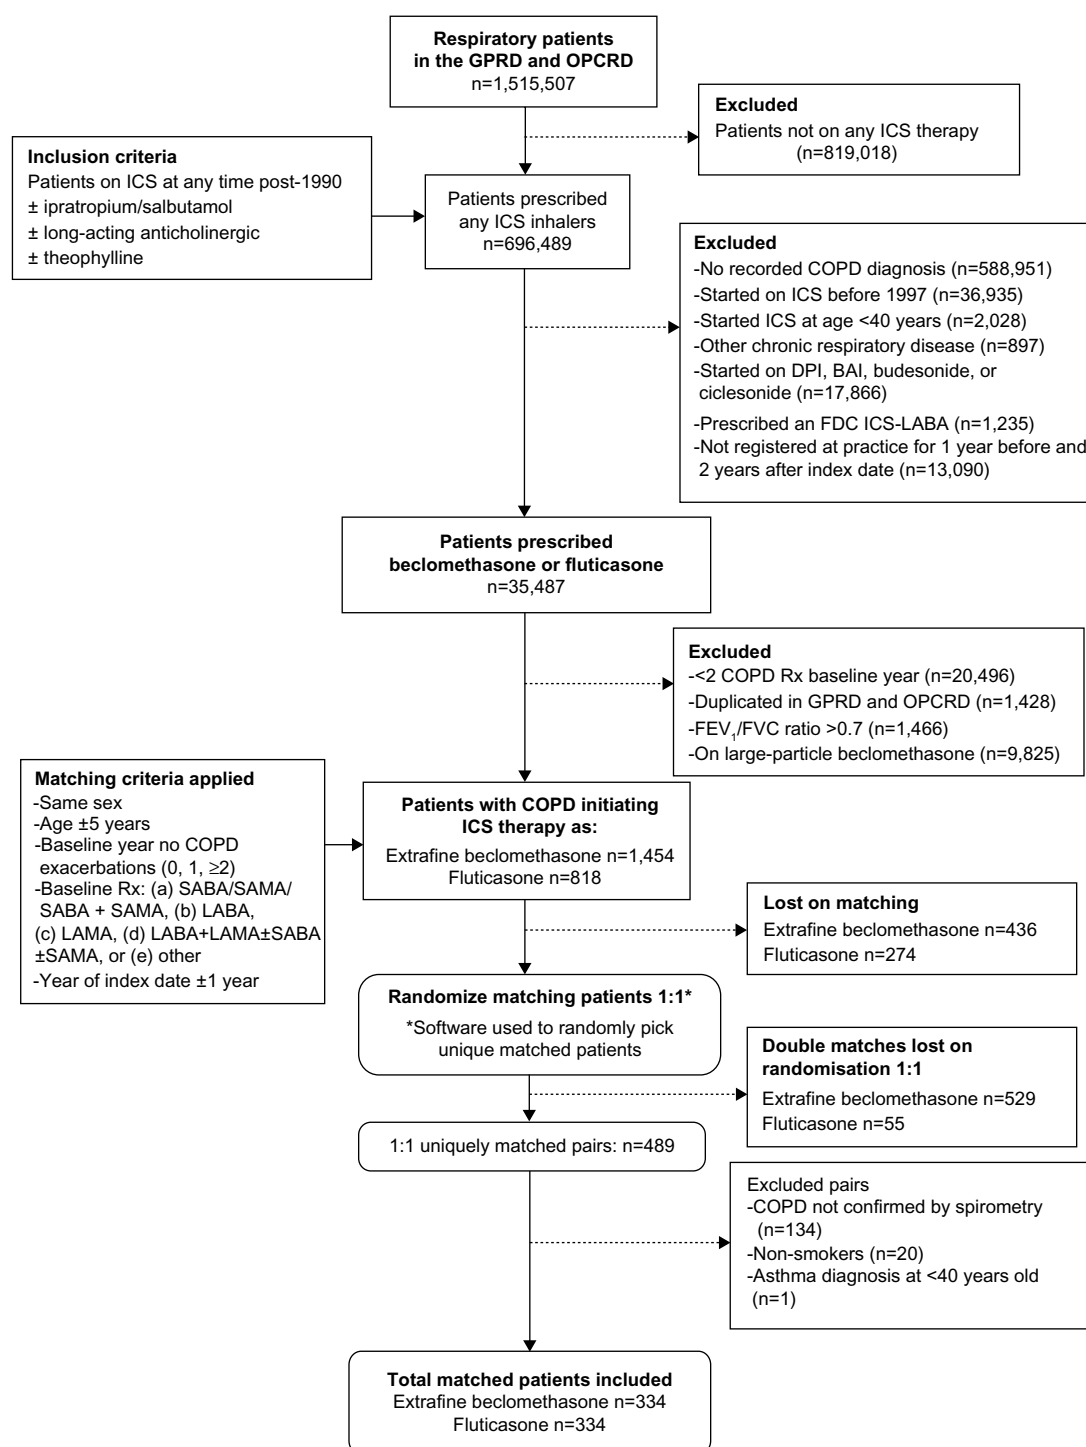 Respiratory patients
in the GPRD and OPCRD
n=1,515,507
Excluded
Patients not on any ICS therapy
(n=819,018)
Inclusion criteria
Patients on ICS at any time post-1990
± ipratropium/salbutamol
± long-acting anticholinergic
± theophylline
Patients prescribed
any ICS inhalers
n=696,489
Excluded
-No recorded COPD diagnosis (n=588,951)
-Started on ICS before 1997 (n=36,935)
-Started ICS at age <40 years (n=2,028)
-Other chronic respiratory disease (n=897)
-Started on DPI, BAI, budesonide, or
ciclesonide (n=17,866)
-Prescribed an FDC ICS-LABA (n=1,235)
-Not registered at practice for 1 year before and
2 years after index date (n=13,090)
Patients prescribed
beclomethasone or fluticasone
n=35,487
Excluded
-<2 COPD Rx baseline year (n=20,496)
-Duplicated in GPRD and OPCRD (n=1,428)
-FEV₁/FVC ratio >0.7 (n=1,466)
-On large-particle beclomethasone (n=9,825)
Matching criteria applied
-Same sex
-Age ±5 years
-Baseline year no COPD
exacerbations (0, 1, ≥2)
-Baseline Rx: (a) SABA/SAMA/
SABA + SAMA, (b) LABA,
(c) LAMA, (d) LABA+LAMA±SABA
±SAMA, or (e) other
-Year of index date ±1 year
Patients with COPD initiating
ICS therapy as:
Extrafine beclomethasone n=1,454
Fluticasone n=818
Lost on matching
Extrafine beclomethasone n=436
Fluticasone n=274
Randomize matching patients 1:1*
*Software used to randomly pick
unique matched patients
Double matches lost on
randomisation 1:1
Extrafine beclomethasone n=529
Fluticasone n=55
1:1 uniquely matched pairs: n=489
Excluded pairs
-COPD not confirmed by spirometry
(n=134)
-Non-smokers (n=20)
-Asthma diagnosis at <40 years old
(n=1)
Total matched patients included
Extrafine beclomethasone n=334
Fluticasone n=334